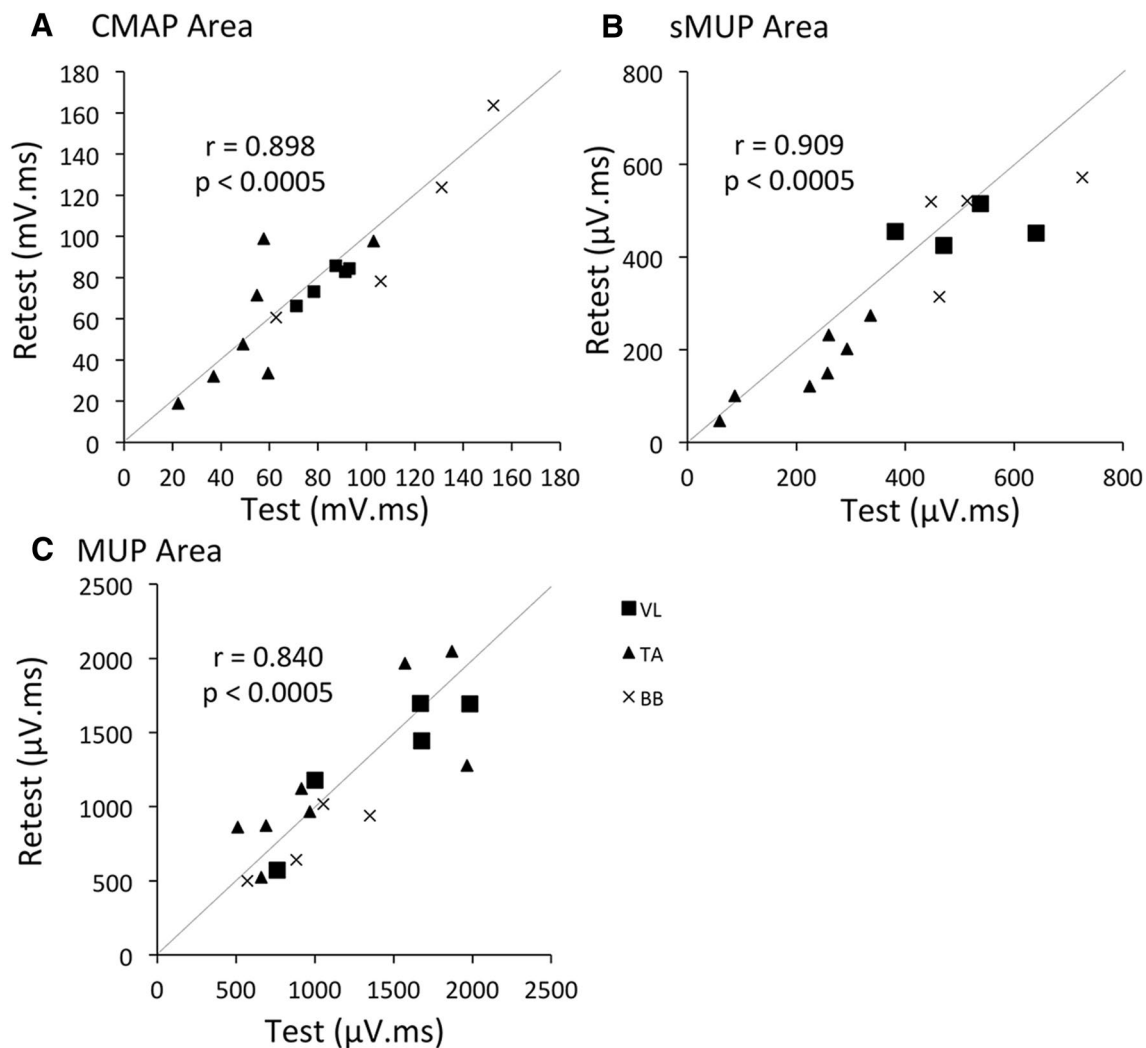 A CMAP Area
180
160
140
120
100
80
60
40
20
0
Retest (mV.ms)
r = 0.898
p < 0.0005
0 20 40 60 80 100 120 140 160 180
Test (mV.ms)
B sMUP Area
800
600
400
200
0
Retest (µV.ms)
r = 0.909
p < 0.0005
0 200 400 600 800
Test (µV.ms)
C MUP Area
2500
2000
1500
1000
500
0
Retest (µV.ms)
r = 0.840
p < 0.0005
0 500 1000 1500 2000 2500
Test (µV.ms)
VL
TA
BB